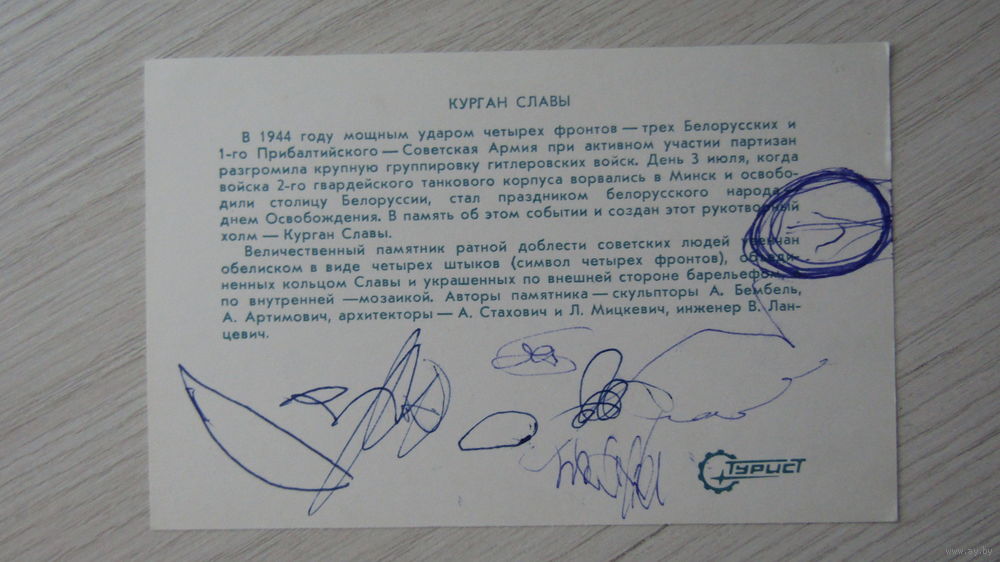 КУРГАН СЛАВЫ
В 1944 году мощным ударом четырех фронтов — трех Белорусских и
1-го Прибалтийского — Советская Армия при активном участии партизан
разгромила крупную группировку гитлеровских войск. День 3 июля, когда
войска 2-го гвардейского танкового корпуса ворвались в Минск и освобо-
дили столицу Белоруссии, стал праздником белорусского народа —
днем Освобождения. В память об этом событии и создан этот рукотворный
холм — Курган Славы.
Величественный памятник ратной доблести советских людей увенчан
обелиском в виде четырех штыков (символ четырех фронтов), объеди-
ненных кольцом Славы и украшенных по внешней стороне барельефом, а
по внутренней — мозаикой. Авторы памятника — скульпторы А. Бембель,
А. Артимович, архитекторы — А. Стахович и Л. Мицкевич, инженер В. Лап-
цевич.
ТУРИСТ
www.ay.by